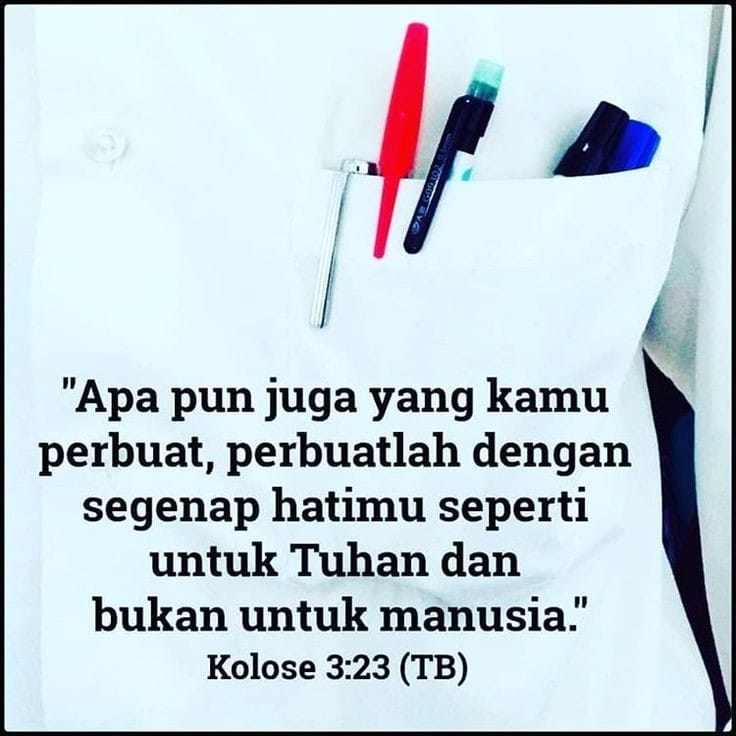 "Apa pun juga yang kamu
perbuat, perbuatlah dengan
segenap hatimu seperti
untuk Tuhan dan
bukan untuk manusia."
Kolose 3:23 (TB)